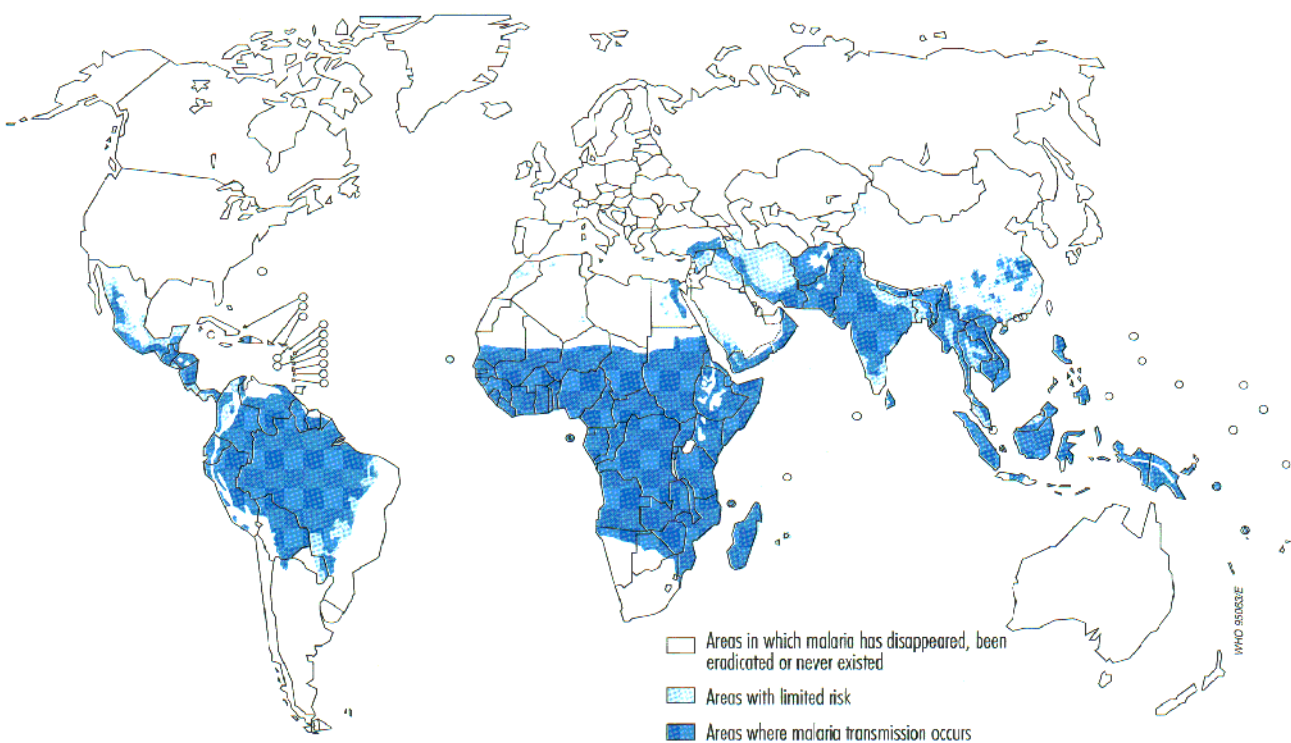 Areas in which malaria has disappeared, been
eradicated or never existed
Areas with limited risk
Areas where malaria transmission occurs
WHO 95083/E